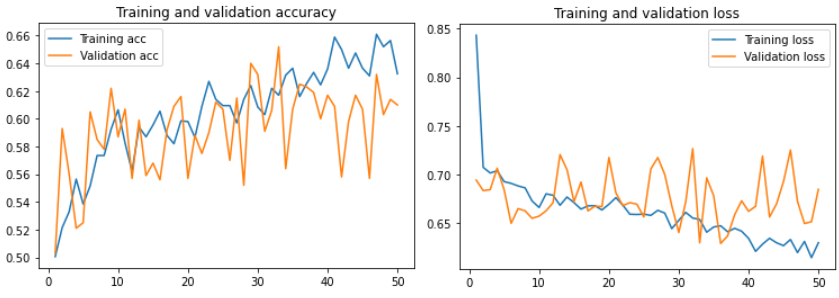 Training and validation accuracy
0.66
0.64
0.62
0.60
0.58
0.56
0.54
0.52
0.50
Training acc
Validation acc
0 10 20 30 40 50
Training and validation loss
0.85
0.80
0.75
0.70
0.65
Training loss
Validation loss
0 10 20 30 40 50